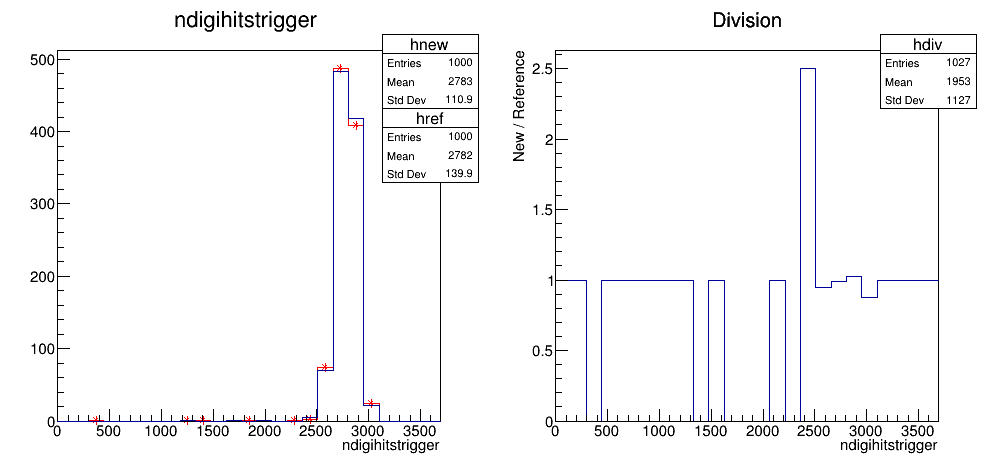 ndigihitstrigger
hnew
Entries 1000
Mean 2783
Std Dev 110.9
href
Entries 1000
Mean 2782
Std Dev 139.9
500
400
300
200
100
0
0 500 1000 1500 2000 2500 3000 3500
ndigihitstrigger
Division
hdiv
Entries 1027
Mean 1953
Std Dev 1127
New / Reference
2.5
2
1.5
1
0.5
0
0 500 1000 1500 2000 2500 3000 3500
ndigihitstrigger